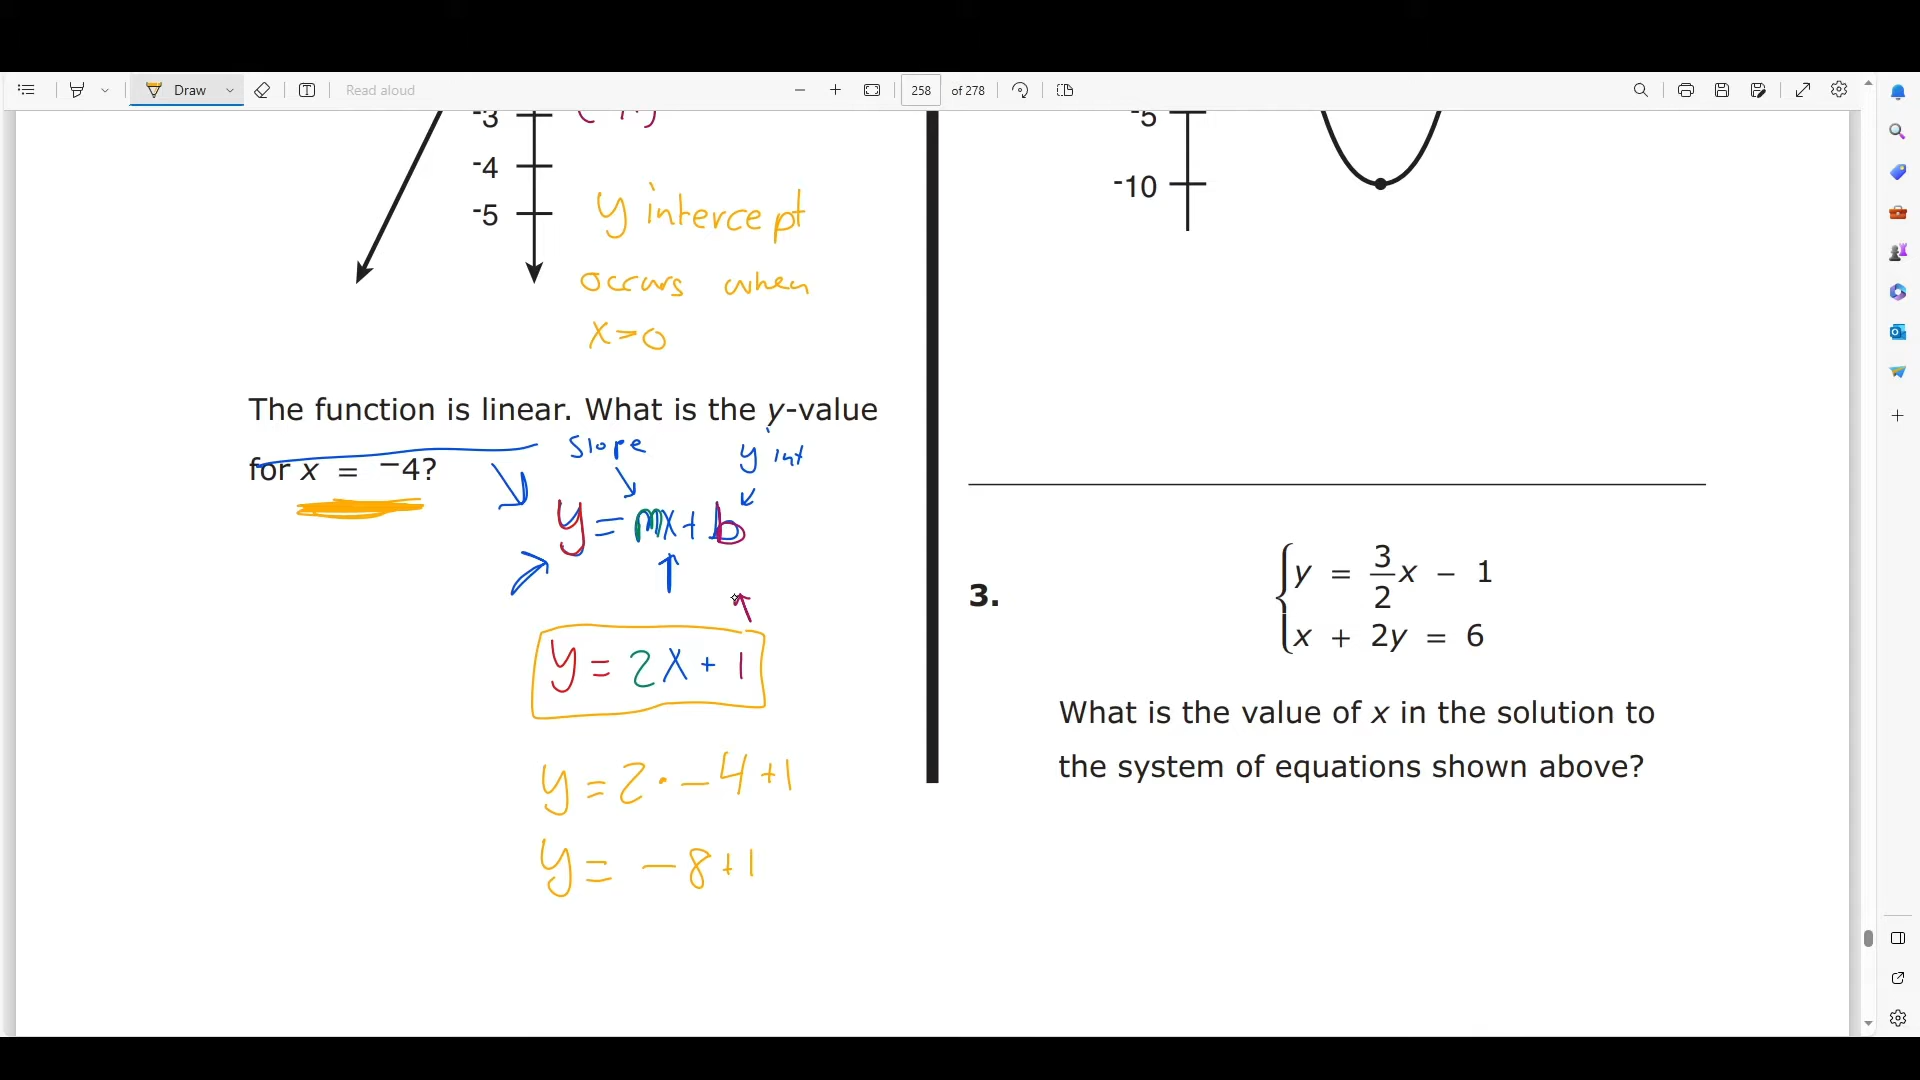 Draw
Read aloud
258 of 278
-3
-4
-5
y intercept
occurs when
x=0
The function is linear. What is the y-value
for x = ⁻4?
slope
y int
y = mx + b
y = 2x + 1
y = 2 · -4+1
y = -8+1
-5
-10
3.
y = 3/2 x − 1
x + 2y = 6
What is the value of x in the solution to
the system of equations shown above?